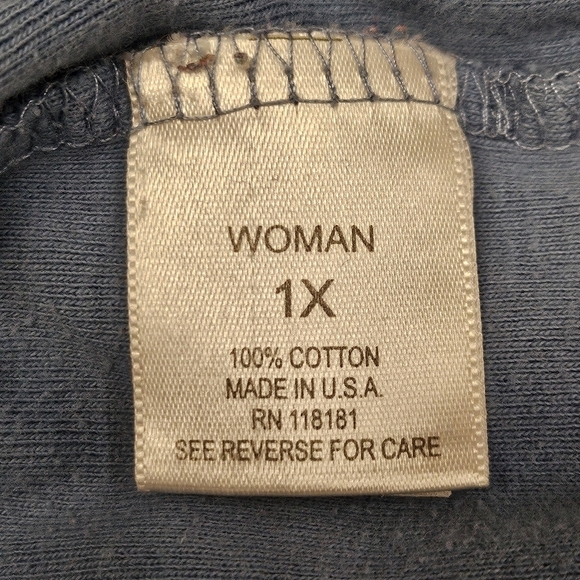 WOMAN
1X
100% COTTON
MADE IN U.S.A.
RN 118181
SEE REVERSE FOR CARE